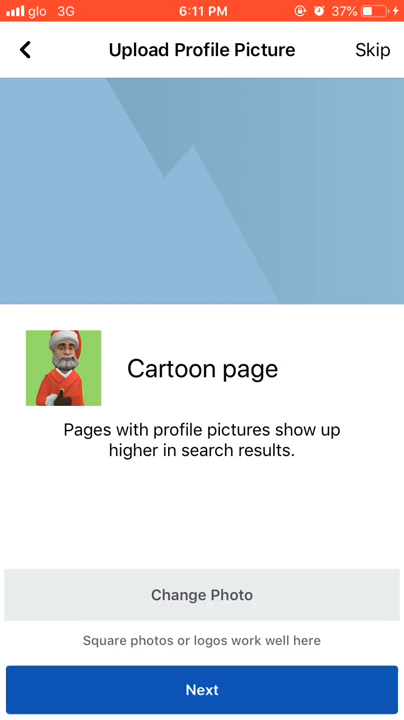 glo 3G 6:11 PM 37%
Upload Profile Picture Skip
Cartoon page
Pages with profile pictures show up
higher in search results.
Change Photo
Square photos or logos work well here
Next